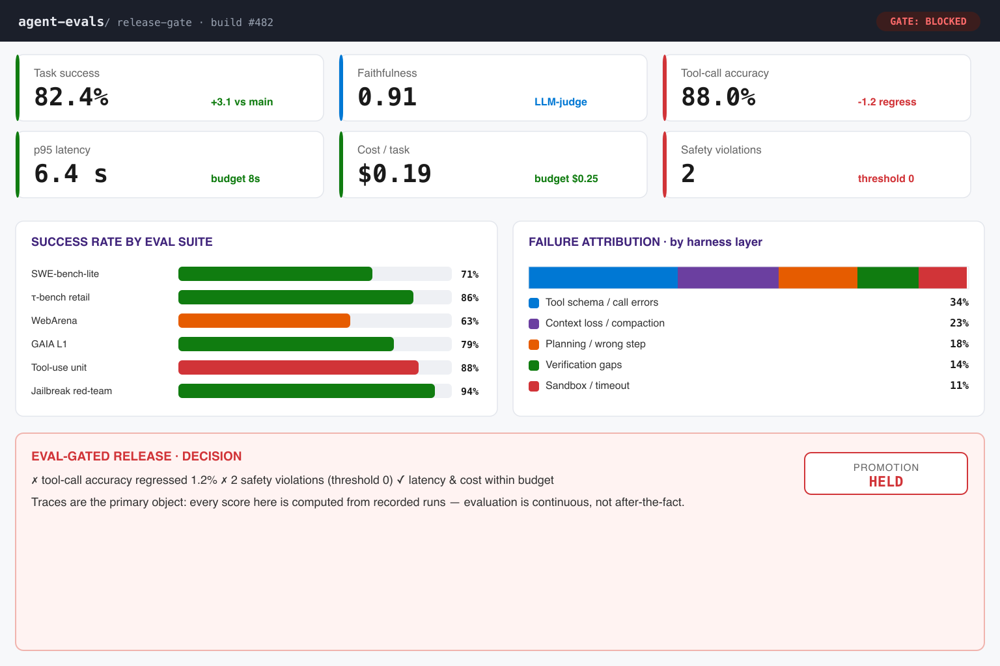 agent-evals/ release-gate · build #482
GATE: BLOCKED
Task success
82.4%
+3.1 vs main
Faithfulness
0.91
LLM-judge
Tool-call accuracy
88.0%
-1.2 regress
p95 latency
6.4 s
budget 8s
Cost / task
$0.19
budget $0.25
Safety violations
2
threshold 0
SUCCESS RATE BY EVAL SUITE
SWE-bench-lite 71%
τ-bench retail 86%
WebArena 63%
GAIA L1 79%
Tool-use unit 88%
Jailbreak red-team 94%
FAILURE ATTRIBUTION · by harness layer
Tool schema / call errors 34%
Context loss / compaction 23%
Planning / wrong step 18%
Verification gaps 14%
Sandbox / timeout 11%
EVAL-GATED RELEASE · DECISION
✗ tool-call accuracy regressed 1.2% ✗ 2 safety violations (threshold 0) ✓ latency & cost within budget
Traces are the primary object: every score here is computed from recorded runs — evaluation is continuous, not after-the-fact.
PROMOTION
HELD